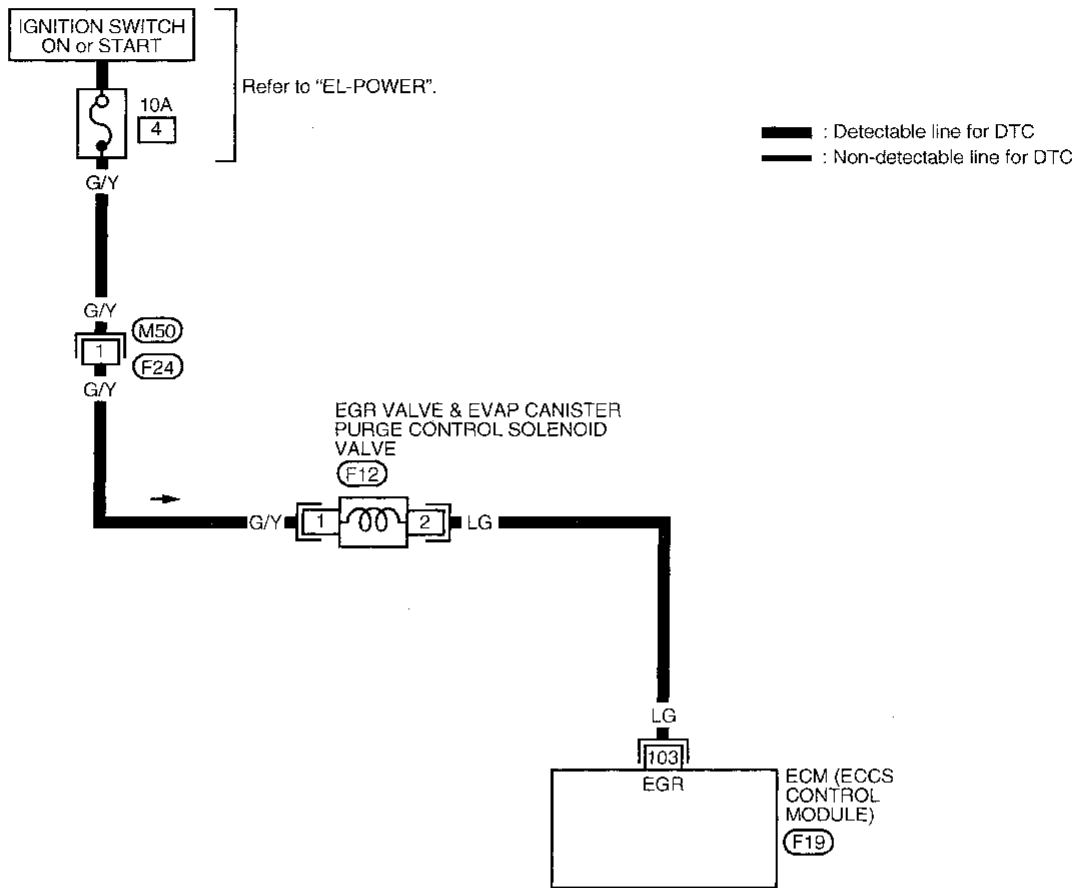 IGNITION SWITCH
ON or START
Refer to “EL-POWER”.
10A
4
: Detectable line for DTC
: Non-detectable line for DTC
G/Y
G/Y
M50
1
F24
G/Y
EGR VALVE & EVAP CANISTER
PURGE CONTROL SOLENOID
VALVE
F12
G/Y 1 2 LG
LG
103
EGR
ECM (ECCS
CONTROL
MODULE)
F19